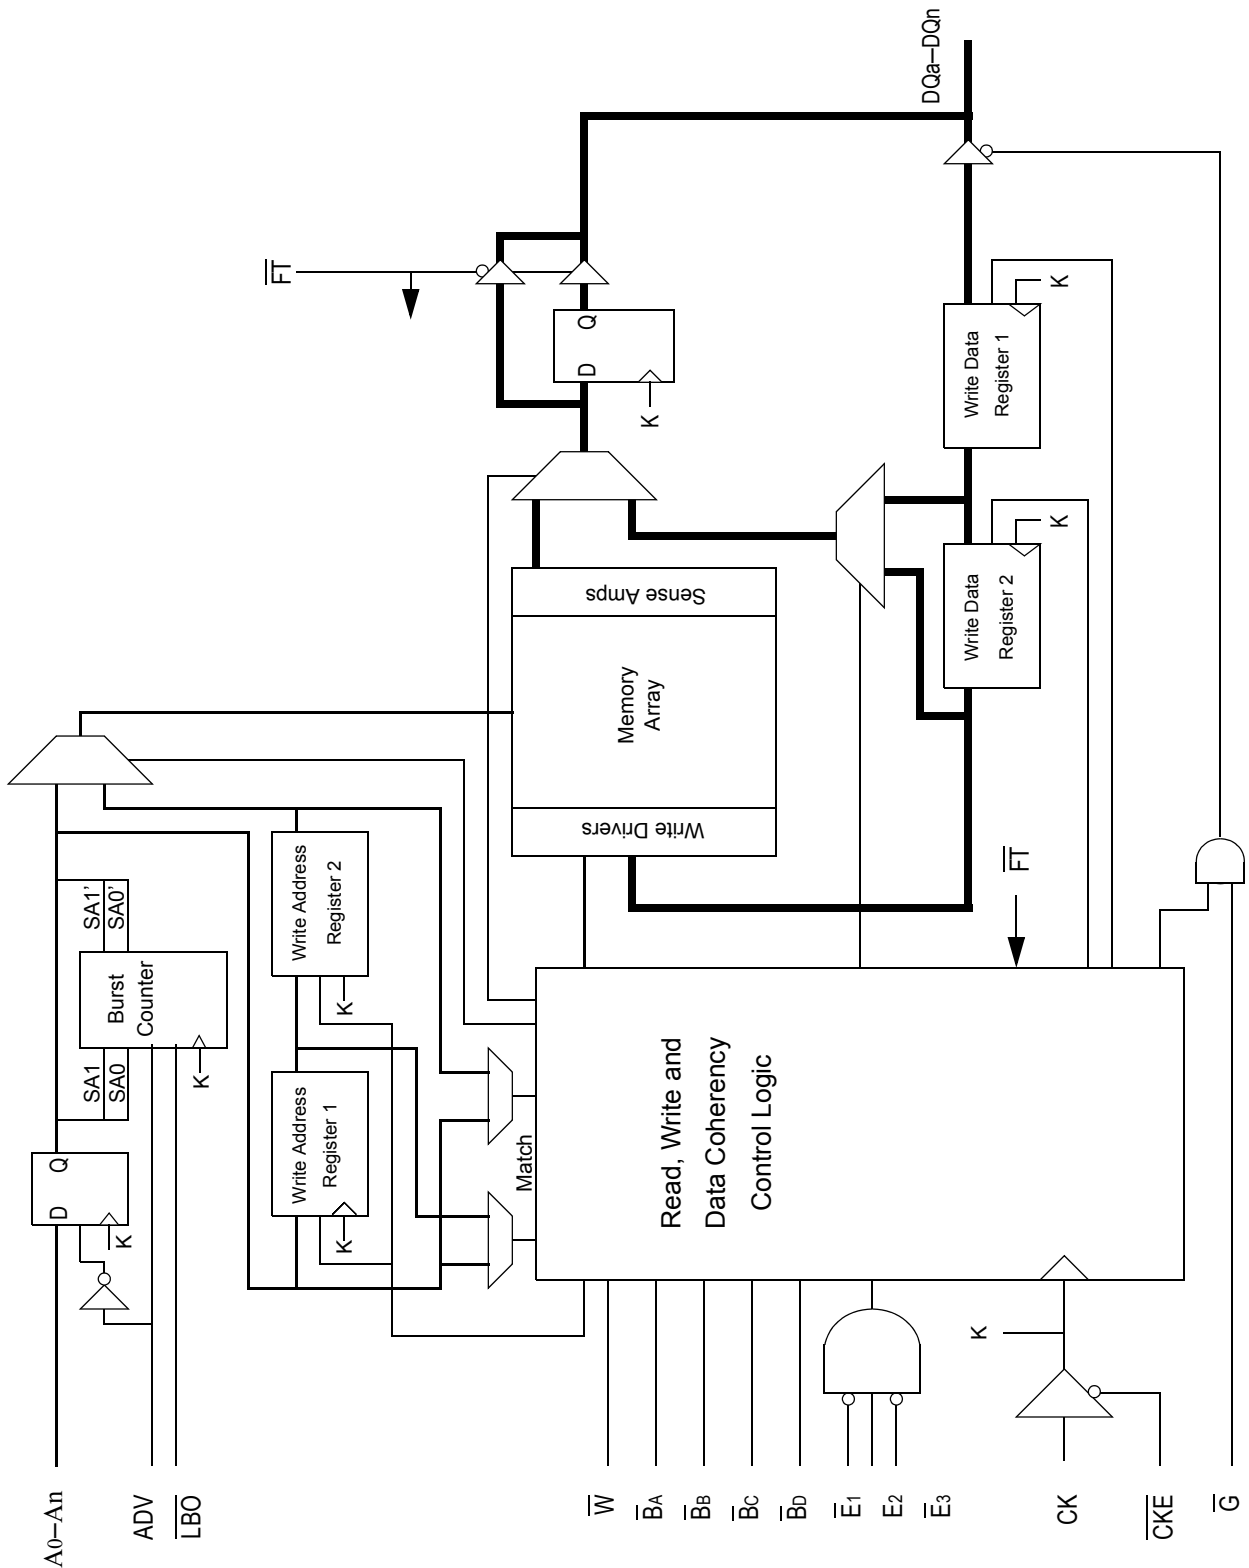 A0–An
ADV
LBO
D Q
K
SA1
SA0
Burst
Counter
SA1’
SA0’
K
Write Address
Register 1
K
Write Address
Register 2
K
Match
Write Drivers
Memory
Array
Sense Amps
FT
D Q
K
DQa–DQn
Read, Write and
Data Coherency
Control Logic
FT
Write Data
Register 2
K
Write Data
Register 1
K
W
BA
BB
BC
BD
E1
E2
E3
K
CK
CKE
G